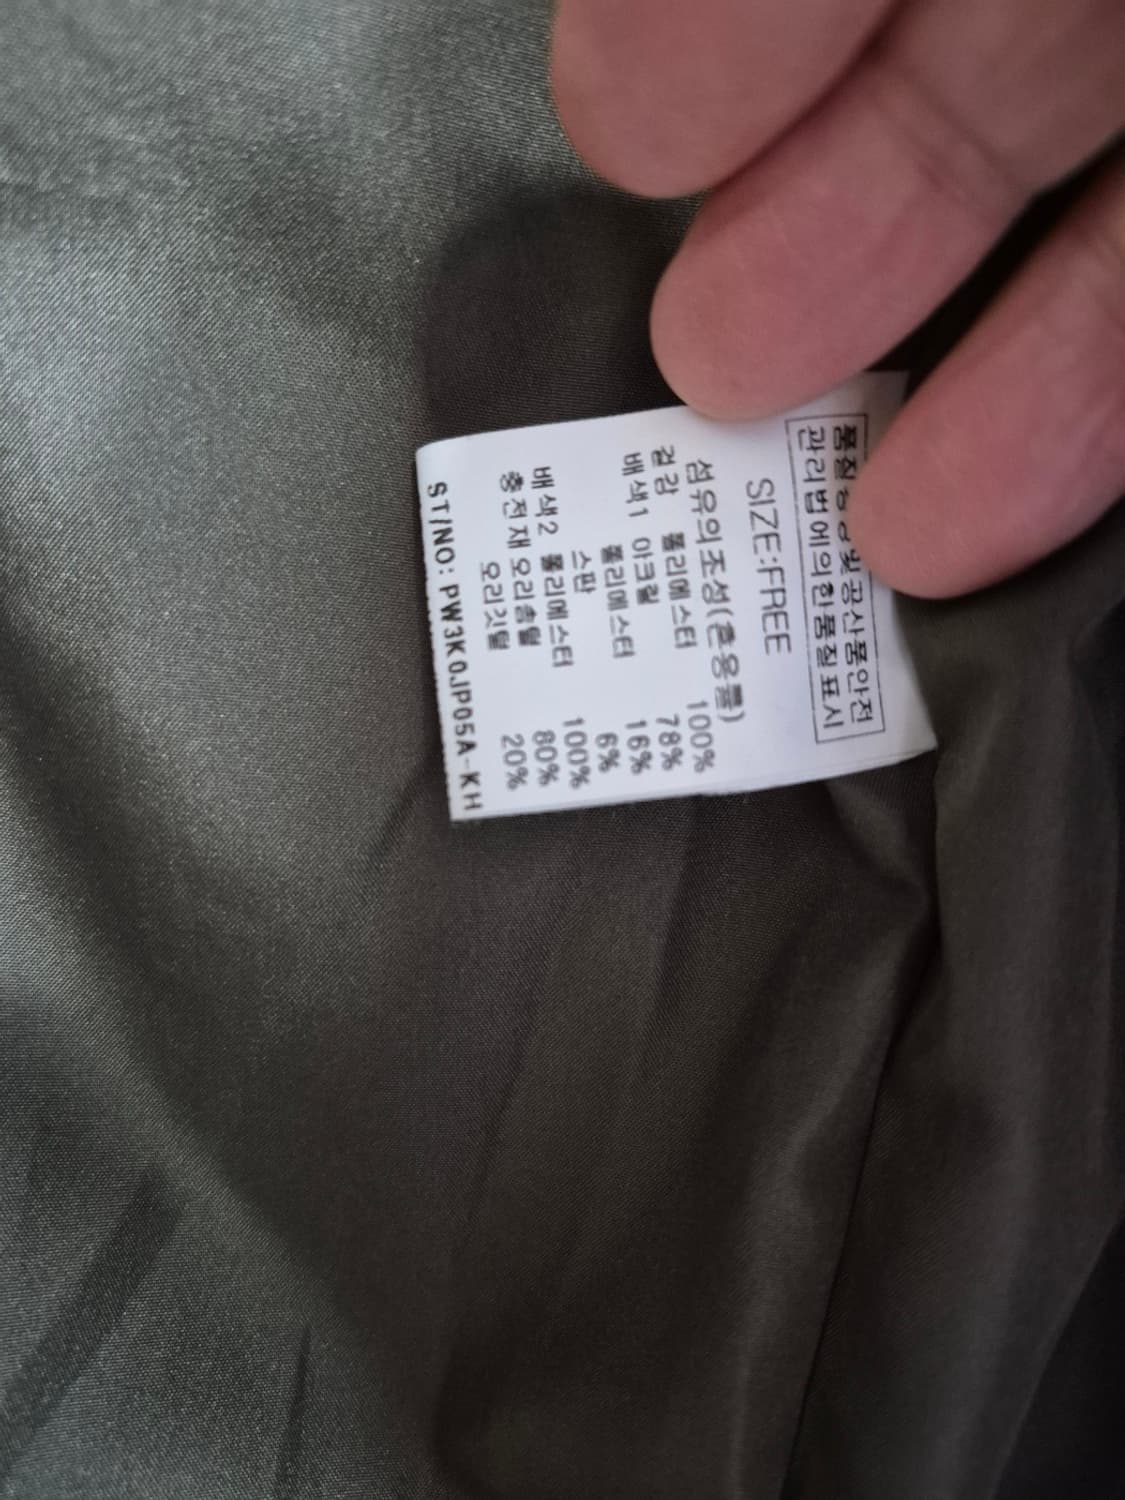 품질 및 공산품안전
관리법에의한 품질표시
SIZE:FREE
섬유의조성(혼용률)
겉감 폴리에스터 100%
배색1 아크릴 78%
폴리에스터 16%
스판 6%
배색2 폴리에스터 100%
충전재 오리솜털 80%
오리깃털 20%
ST/NO: PW3K0JP05A-KH